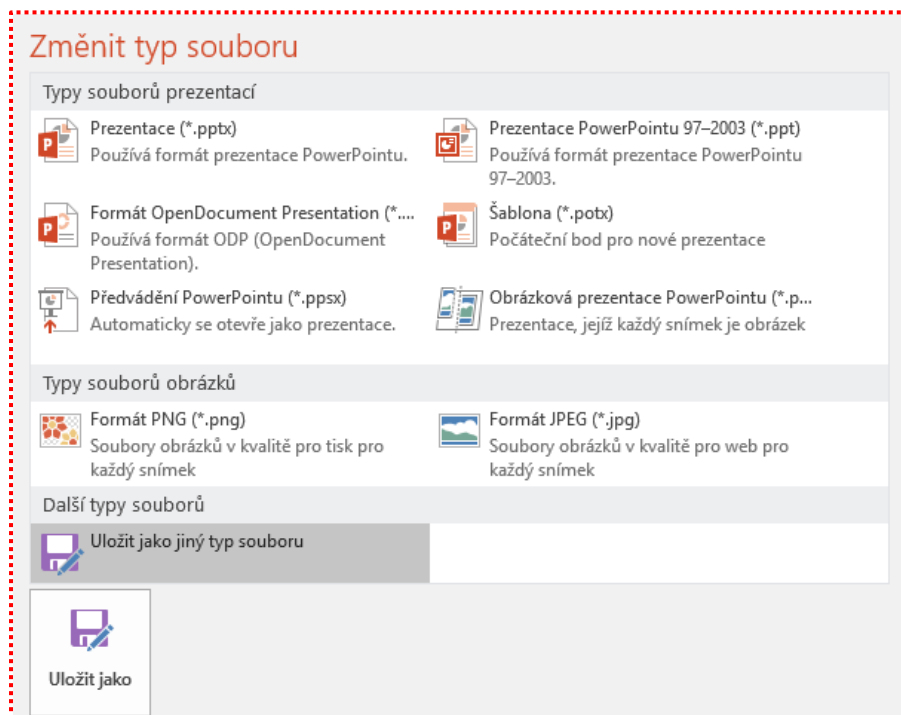 Změnit typ souboru
Typy souborů prezentací
Prezentace (*.pptx)
Používá formát prezentace PowerPointu.
Prezentace PowerPointu 97–2003 (*.ppt)
Používá formát prezentace PowerPointu
97–2003.
Formát OpenDocument Presentation (*....
Používá formát ODP (OpenDocument
Presentation).
Šablona (*.potx)
Počáteční bod pro nové prezentace
Předvádění PowerPointu (*.ppsx)
Automaticky se otevře jako prezentace.
Obrázková prezentace PowerPointu (*.p...
Prezentace, jejíž každý snímek je obrázek
Typy souborů obrázků
Formát PNG (*.png)
Soubory obrázků v kvalitě pro tisk pro
každý snímek
Formát JPEG (*.jpg)
Soubory obrázků v kvalitě pro web pro
každý snímek
Další typy souborů
Uložit jako jiný typ souboru
Uložit jako